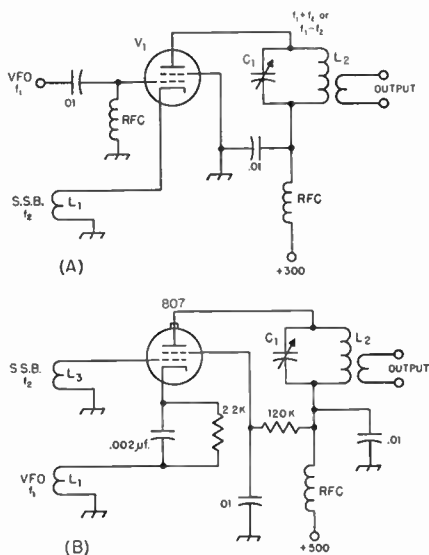 V1
f1+f2 or
f1-f2
C1
L2
OUTPUT
VFO
f1
.01
RFC
.01
S.S.B.
f2
L1
RFC
+300
(A)
807
C1
L2
OUTPUT
S.S.B.
f2
L3
2.2K
120K
.01
.002µf.
VFO
f1
L1
.01
RFC
+500
(B)